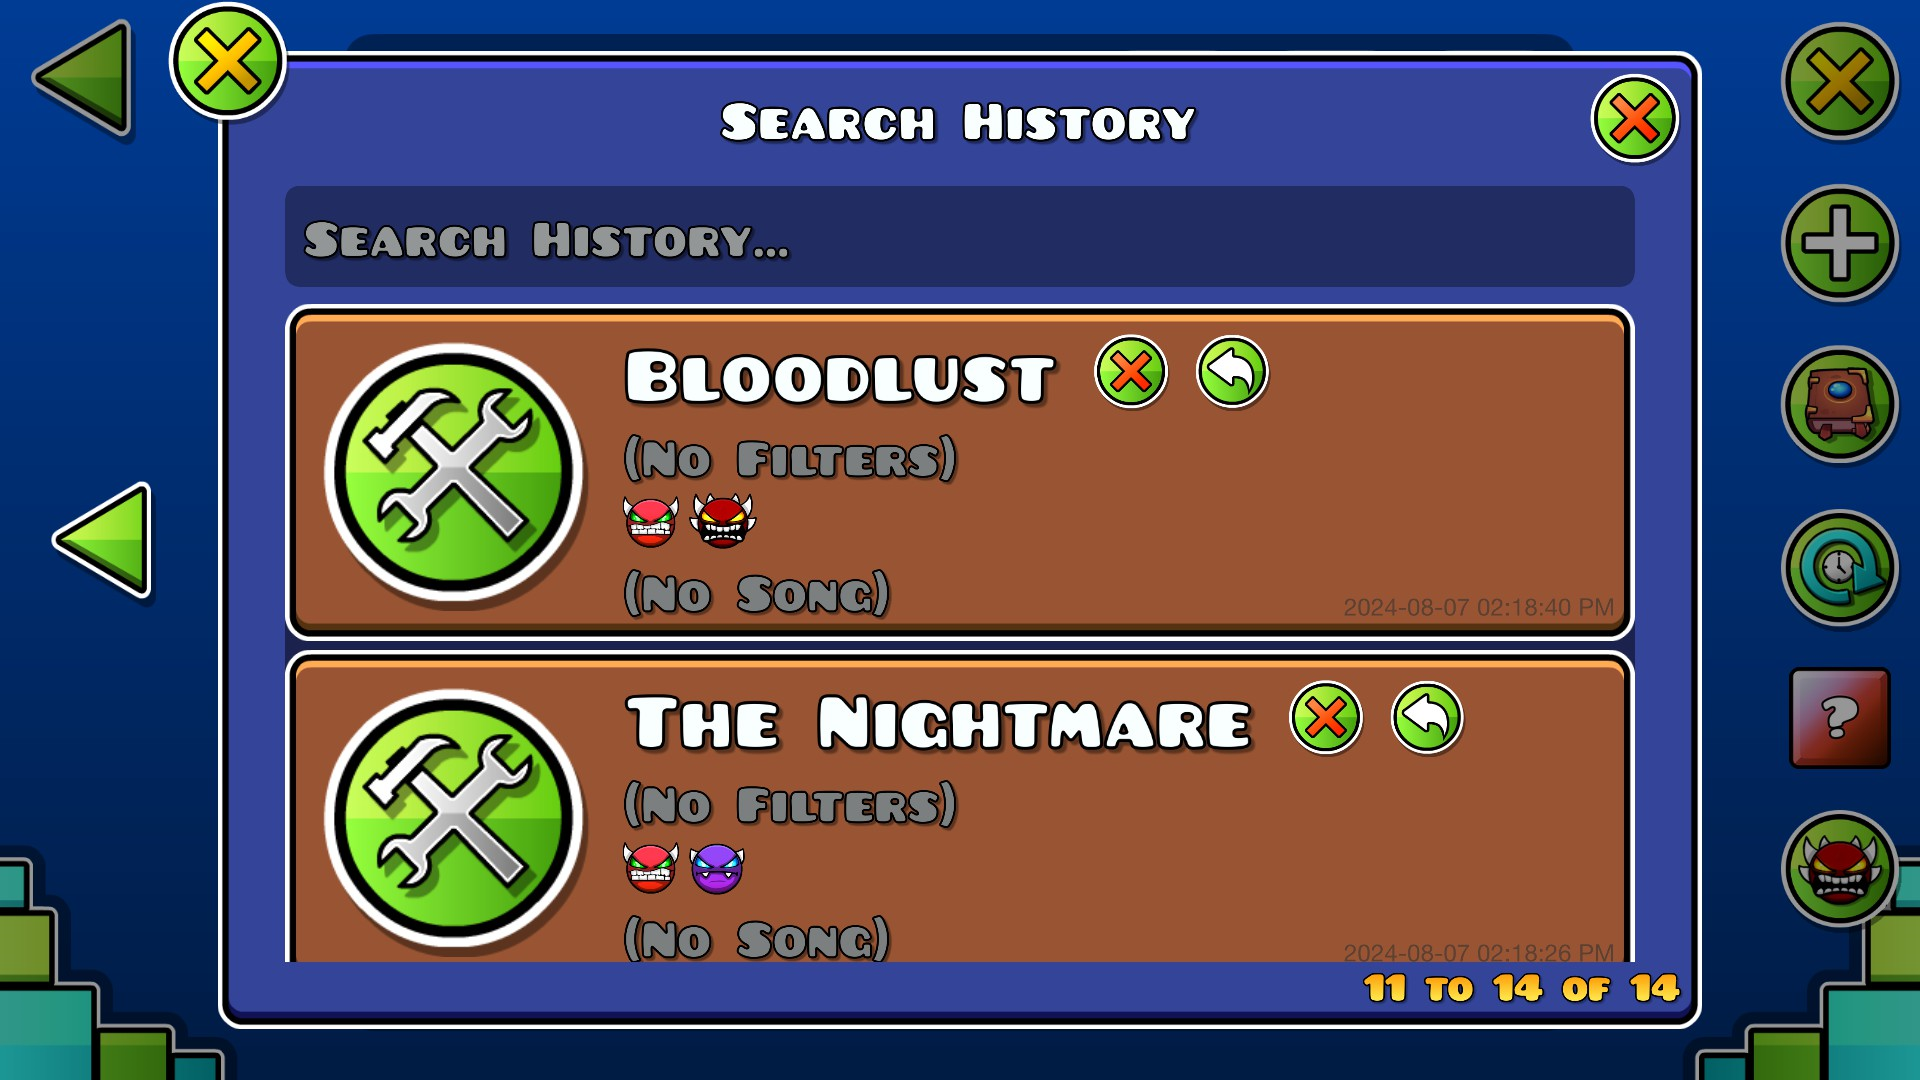 Search History
Search History...
Bloodlust
(No Filters)
(No Song)
2024-08-07 02:18:40 PM
The Nightmare
(No Filters)
(No Song)
2024-08-07 02:18:26 PM
11 to 14 of 14
?